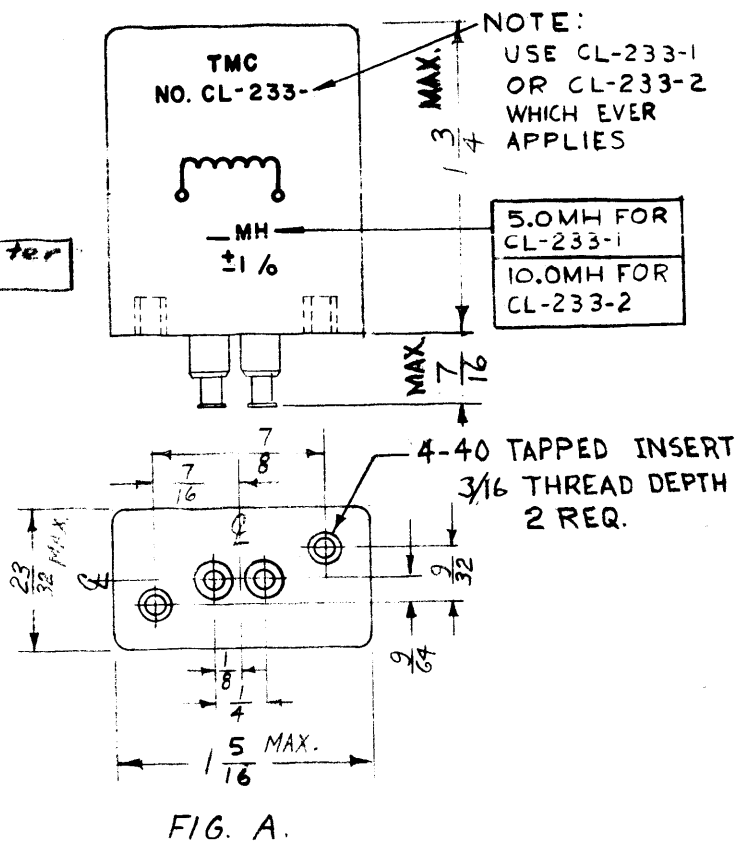 NOTE:
USE CL-233-1
OR CL-233-2
WHICH EVER
APPLIES
TMC
NO. CL-233-
MAX.
1 3/4
_ MH
±1 %
5.0MH FOR
CL-233-1
10.0MH FOR
CL-233-2
ter
MAX
7/16
7/8
7/16
4-40 TAPPED INSERT
3/16 THREAD DEPTH
2 REQ.
23/32 MAX.
℄
℄
9/32
9/64
1/8
1/4
1 5/16 MAX.
FIG. A.